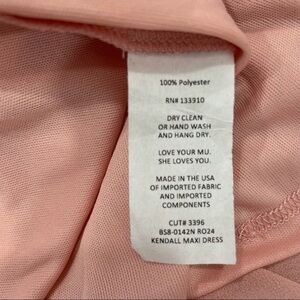 100% Polyester
RN# 133910
DRY CLEAN
OR HAND WASH
AND HANG DRY.
LOVE YOUR MU.
SHE LOVES YOU.
MADE IN THE USA
OF IMPORTED FABRIC
AND IMPORTED
COMPONENTS
CUT# 3396
BS8-0142N RO24
KENDALL MAXI DRESS